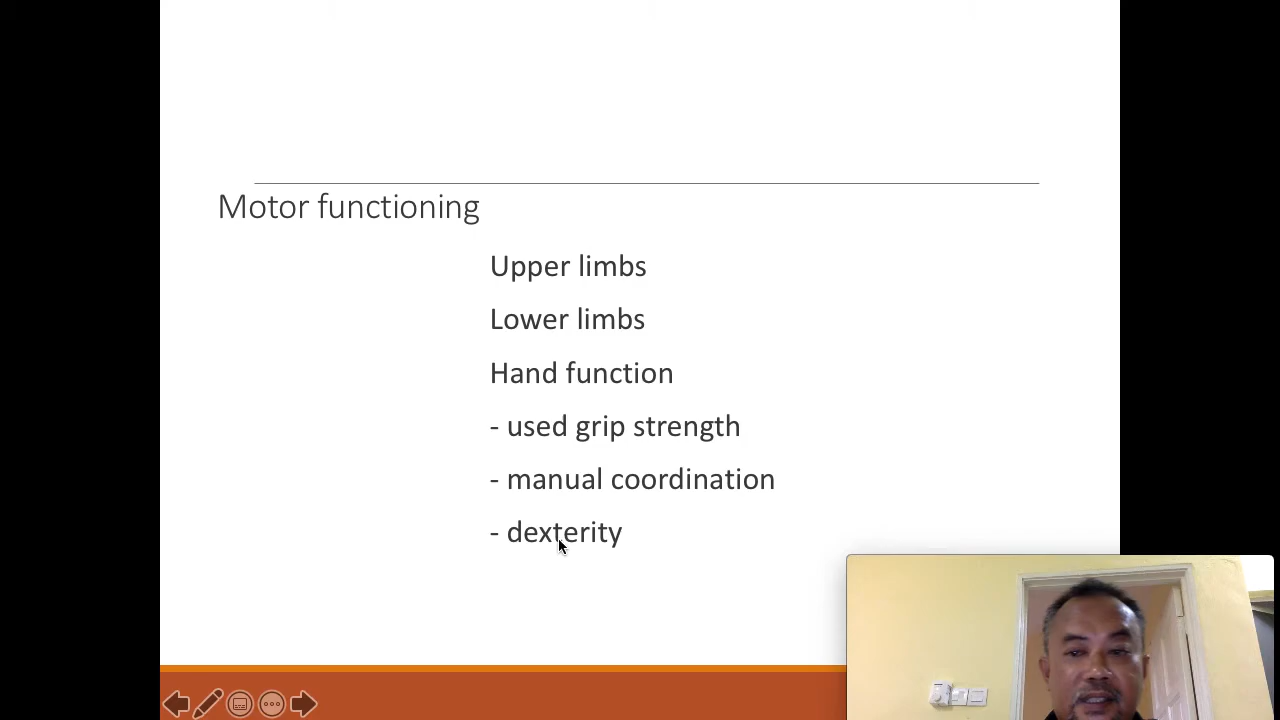 Motor functioning
Upper limbs
Lower limbs
Hand function
- used grip strength
- manual coordination
- dexterity